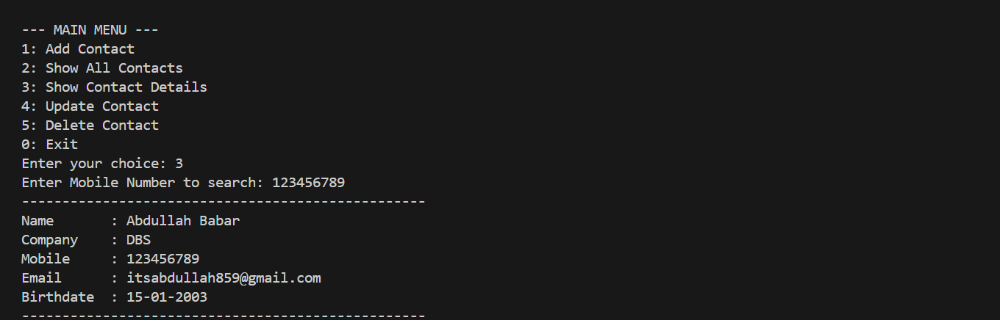 --- MAIN MENU ---
1: Add Contact
2: Show All Contacts
3: Show Contact Details
4: Update Contact
5: Delete Contact
0: Exit
Enter your choice: 3
Enter Mobile Number to search: 123456789
--------------------------------------------------
Name       : Abdullah Babar
Company    : DBS
Mobile     : 123456789
Email      : itsabdullah859@gmail.com
Birthdate  : 15-01-2003
--------------------------------------------------